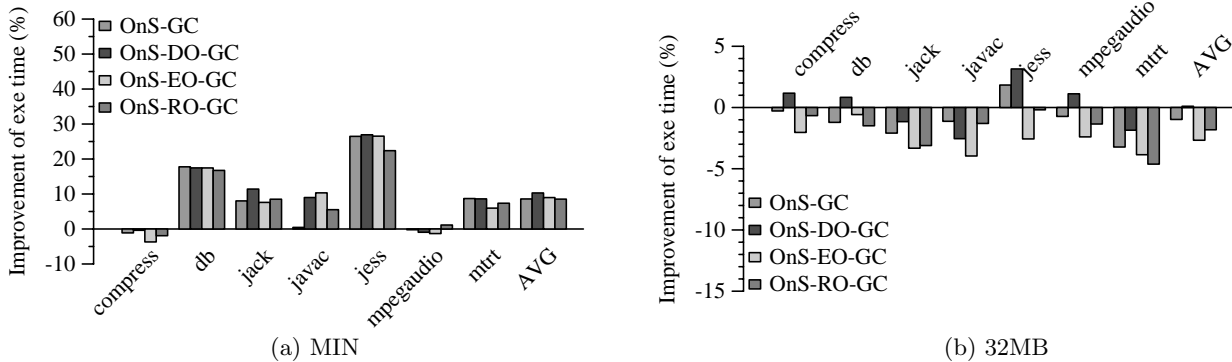 Improvement of exe time (%)
60
50
40
30
20
10
0
-10
OnS-GC
OnS-DO-GC
OnS-EO-GC
OnS-RO-GC
compress
db
jack
javac
jess
mpegaudio
mtrt
AVG
(a) MIN
Improvement of exe time (%)
5
0
-5
-10
-15
compress
db
jack
javac
jess
mpegaudio
mtrt
AVG
OnS-GC
OnS-DO-GC
OnS-EO-GC
OnS-RO-GC
(b) 32MB